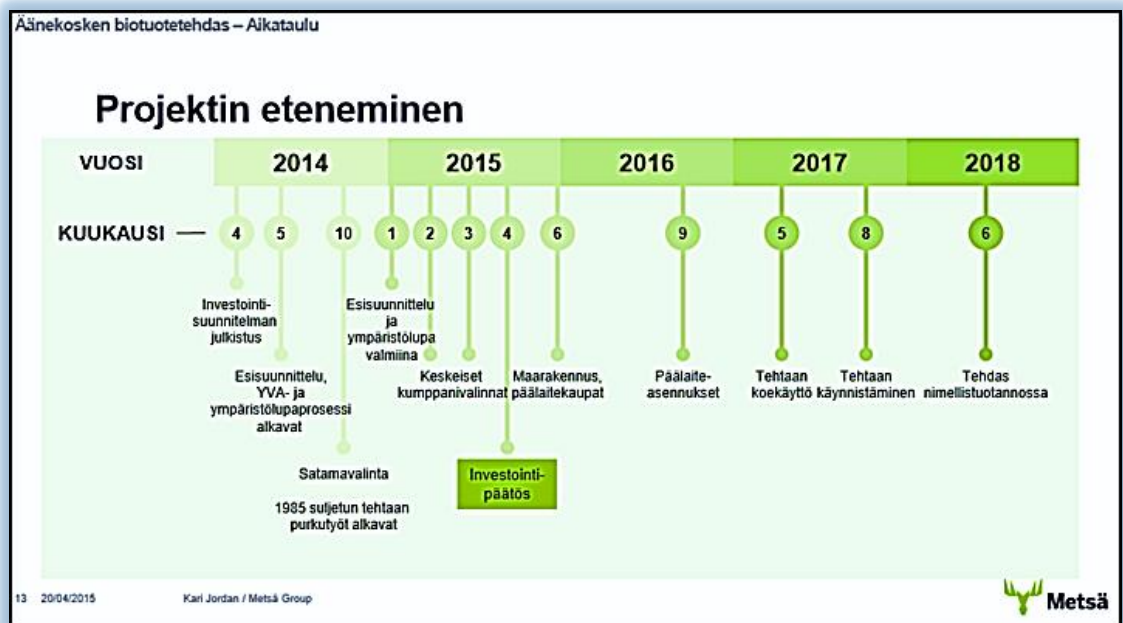 Äänekosken biotuotetehdas – Aikataulu
Projektin eteneminen
VUOSI 2014 2015 2016 2017 2018
KUUKAUSI 4 5 10 1 2 3 4 6 9 5 8 6
Investointi-
suunnitelman
julkistus
Esisuunnittelu,
YVA- ja
ympäristölupaprosessi
alkavat
Satamavalinta
1985 suljetun tehtaan
purkutyöt alkavat
Esisuunnittelu
ja
ympäristölupa
valmiina
Keskeiset
kumppanivalinnat
Investointi-
päätös
Maarakennus,
päälaitekaupat
Päälaite-
asennukset
Tehtaan
koekäyttö
Tehtaan
käynnistäminen
Tehdas
nimellistuotannossa
13 20/04/2015 Kari Jordan / Metsä Group
Metsä